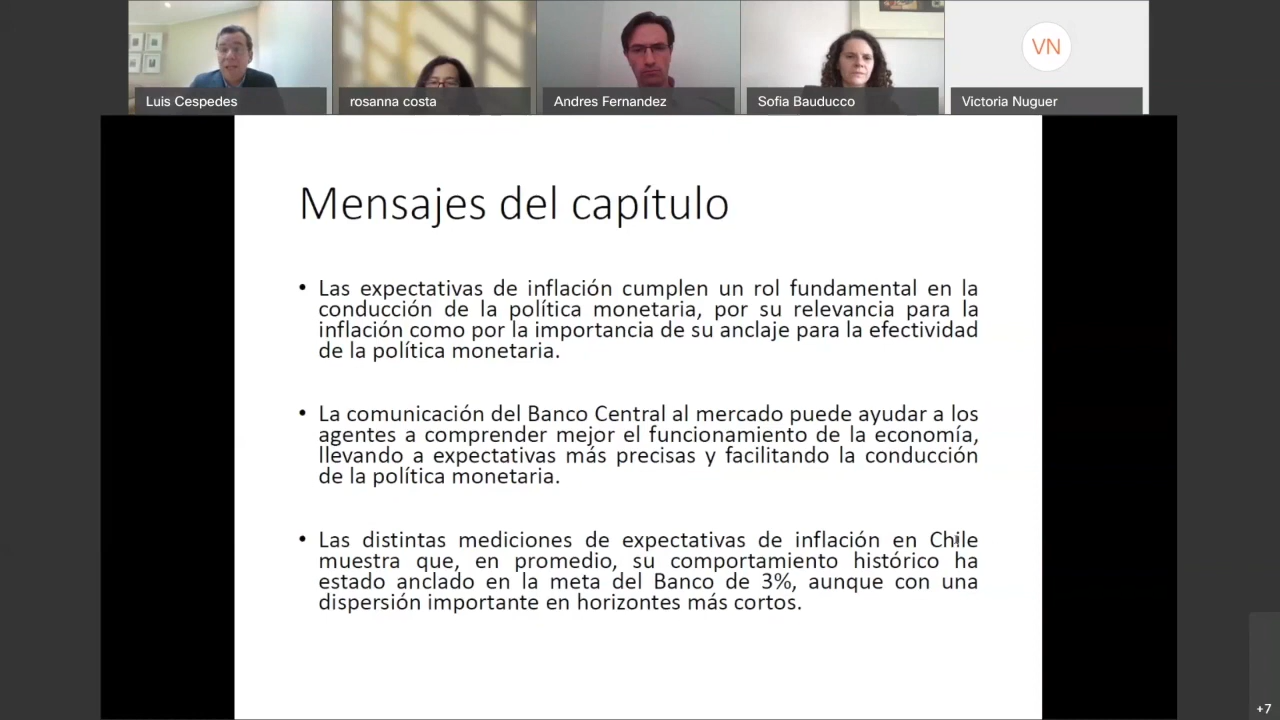 VN
Luis Cespedes
rosanna costa
Andres Fernandez
Sofia Bauducco
Victoria Nuguer
Mensajes del capítulo
• Las expectativas de inflación cumplen un rol fundamental en la
conducción de la política monetaria, por su relevancia para la
inflación como por la importancia de su anclaje para la efectividad
de la política monetaria.
• La comunicación del Banco Central al mercado puede ayudar a los
agentes a comprender mejor el funcionamiento de la economía,
llevando a expectativas más precisas y facilitando la conducción
de la política monetaria.
• Las distintas mediciones de expectativas de inflación en Chile
muestra que, en promedio, su comportamiento histórico ha
estado anclado en la meta del Banco de 3%, aunque con una
dispersión importante en horizontes más cortos.
+7